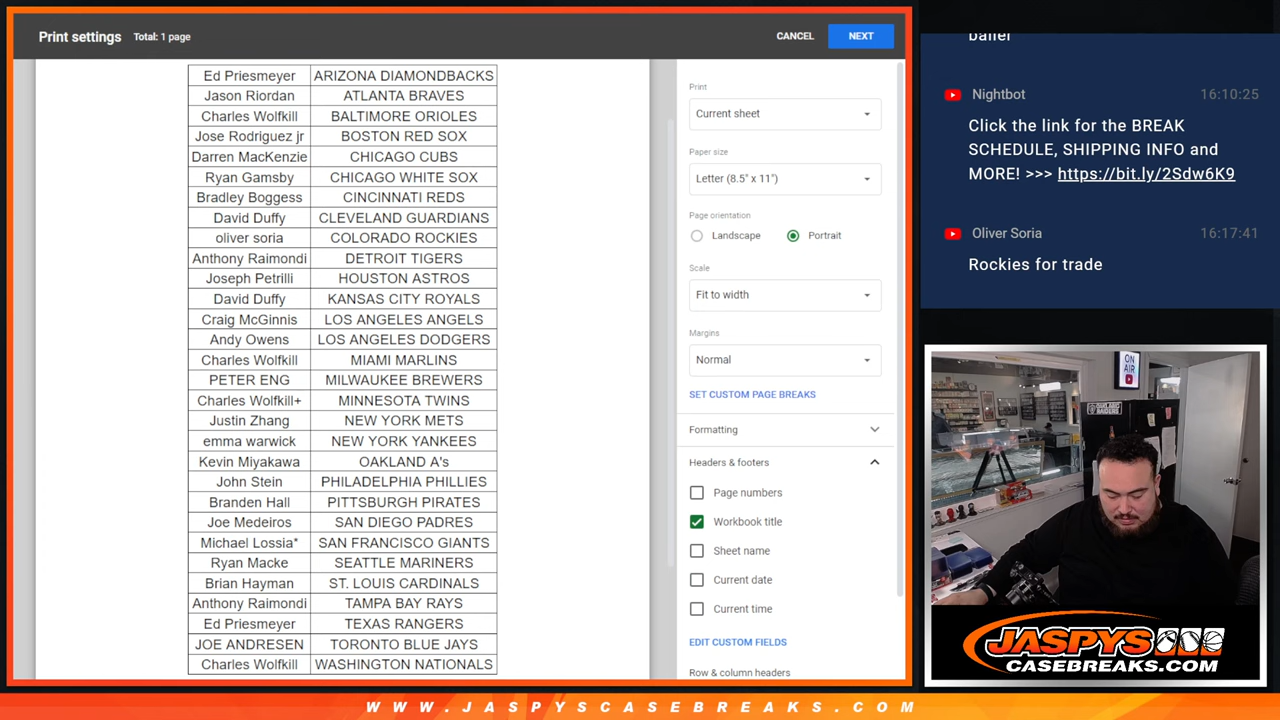 Print settings Total: 1 page CANCEL NEXT
Ed Priesmeyer ARIZONA DIAMONDBACKS
Jason Riordan ATLANTA BRAVES
Charles Wolfkill BALTIMORE ORIOLES
Jose Rodriguez jr BOSTON RED SOX
Darren MacKenzie CHICAGO CUBS
Ryan Gamsby CHICAGO WHITE SOX
Bradley Boggess CINCINNATI REDS
David Duffy CLEVELAND GUARDIANS
oliver soria COLORADO ROCKIES
Anthony Raimondi DETROIT TIGERS
Joseph Petrilli HOUSTON ASTROS
David Duffy KANSAS CITY ROYALS
Craig McGinnis LOS ANGELES ANGELS
Andy Owens LOS ANGELES DODGERS
Charles Wolfkill MIAMI MARLINS
PETER ENG MILWAUKEE BREWERS
Charles Wolfkill+ MINNESOTA TWINS
Justin Zhang NEW YORK METS
emma warwick NEW YORK YANKEES
Kevin Miyakawa OAKLAND A's
John Stein PHILADELPHIA PHILLIES
Branden Hall PITTSBURGH PIRATES
Joe Medeiros SAN DIEGO PADRES
Michael Lossia* SAN FRANCISCO GIANTS
Ryan Macke SEATTLE MARINERS
Brian Hayman ST. LOUIS CARDINALS
Anthony Raimondi TAMPA BAY RAYS
Ed Priesmeyer TEXAS RANGERS
JOE ANDRESEN TORONTO BLUE JAYS
Charles Wolfkill WASHINGTON NATIONALS
Print
Current sheet
Paper size
Letter (8.5" x 11")
Page orientation
Landscape Portrait
Scale
Fit to width
Margins
Normal
SET CUSTOM PAGE BREAKS
Formatting
Headers & footers
Page numbers
Workbook title
Sheet name
Current date
Current time
EDIT CUSTOM FIELDS
Row & column headers
baller
Nightbot 16:10:25
Click the link for the BREAK
SCHEDULE, SHIPPING INFO and
MORE! >>> https://bit.ly/2Sdw6K9
Oliver Soria 16:17:41
Rockies for trade
ON
AIR
JASPYS
CASEBREAKS.COM
WWW.JASPYSCASEBREAKS.COM